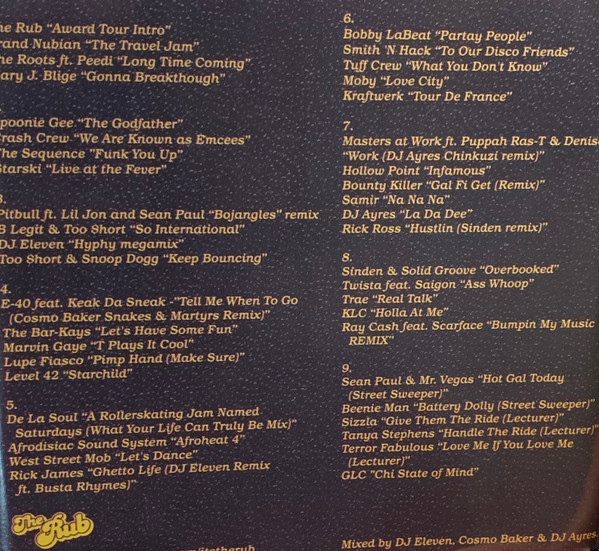 he Rub "Award Tour Intro"
rand Nubian "The Travel Jam"
he Roots ft. Peedi "Long Time Coming"
ary J. Blige "Gonna Breakthough"
poonie Gee "The Godfather"
rash Crew "We Are Known as Emcees"
The Sequence "Funk You Up"
Starski "Live at the Fever"
3.
Pitbull ft. Lil Jon and Sean Paul "Bojangles" remix
B Legit & Too Short "So International"
DJ Eleven "Hyphy megamix"
Too Short & Snoop Dogg "Keep Bouncing"
4.
E-40 feat. Keak Da Sneak -"Tell Me When To Go
(Cosmo Baker Snakes & Martyrs Remix)"
The Bar-Kays "Let's Have Some Fun"
Marvin Gaye "T Plays It Cool"
Lupe Fiasco "Pimp Hand (Make Sure)"
Level 42 "Starchild"
5.
De La Soul "A Rollerskating Jam Named
Saturdays (What Your Life Can Truly Be Mix)"
Afrodisiac Sound System "Afroheat 4"
West Street Mob "Let's Dance"
Rick James "Ghetto Life (DJ Eleven Remix
ft. Busta Rhymes)"
The Rub
6.
Bobby LaBeat "Partay People"
Smith 'N Hack "To Our Disco Friends"
Tuff Crew "What You Don't Know"
Moby "Love City"
Kraftwerk "Tour De France"
7.
Masters at Work ft. Puppah Ras-T & Denise
"Work (DJ Ayres Chinkuzi remix)"
Hollow Point "Infamous"
Bounty Killer "Gal Fi Get (Remix)"
Samir "Na Na Na"
DJ Ayres "La Da Dee"
Rick Ross "Hustlin (Sinden remix)"
8.
Sinden & Solid Groove "Overbooked"
Twista feat. Saigon "Ass Whoop"
Trae "Real Talk"
KLC "Holla At Me"
Ray Cash feat. Scarface "Bumpin My Music
REMIX"
9.
Sean Paul & Mr. Vegas "Hot Gal Today
(Street Sweeper)"
Beenie Man "Battery Dolly (Street Sweeper)"
Sizzla "Give Them The Ride (Lecturer)"
Tanya Stephens "Handle The Ride (Lecturer)"
Terror Fabulous "Love Me If You Love Me
(Lecturer)"
GLC "Chi State of Mind"
Mixed by DJ Eleven, Cosmo Baker & DJ Ayres